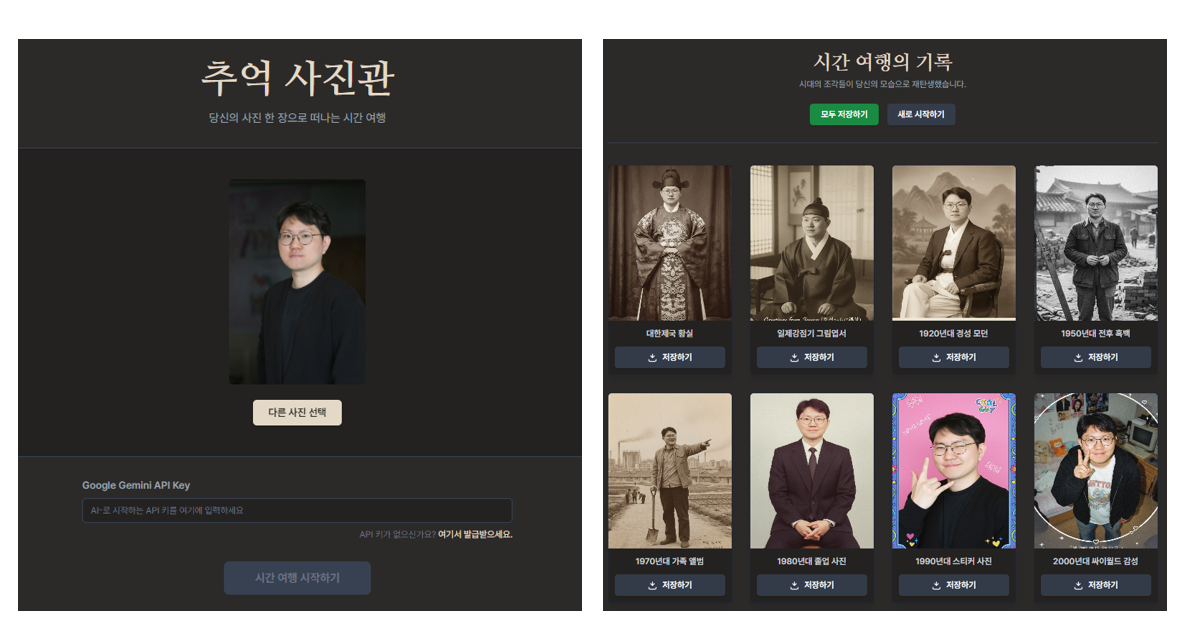 추억 사진관
당신의 사진 한 장으로 떠나는 시간 여행
다른 사진 선택
Google Gemini API Key
AI-로 시작하는 API 키를 여기에 입력하세요
API 키가 없으신가요? 여기서 발급받으세요.
시간 여행 시작하기
시간 여행의 기록
시대의 조각들이 당신의 모습으로 재탄생했습니다.
모두 저장하기
새로 시작하기
대한제국 황실
일제강점기 그림엽서
1920년대 경성 모던
1950년대 전후 흑백
저장하기
저장하기
저장하기
저장하기
1970년대 가족 앨범
1980년대 졸업 사진
1990년대 스티커 사진
2000년대 싸이월드 감성
저장하기
저장하기
저장하기
저장하기